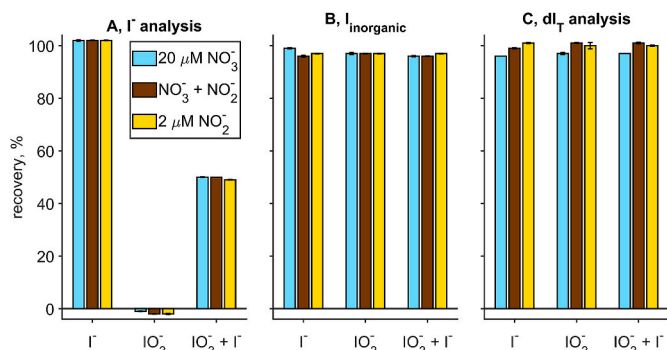 A, I⁻ analysis
B, I_inorganic
C, dI_T analysis
20 μM NO₃⁻
NO₃⁻ + NO₂⁻
2 μM NO₂⁻
recovery, %
100
80
60
40
20
0
I⁻ IO₃⁻ IO₃⁻ + I⁻
I⁻ IO₃⁻ IO₃⁻ + I⁻
I⁻ IO₃⁻ IO₃⁻ + I⁻